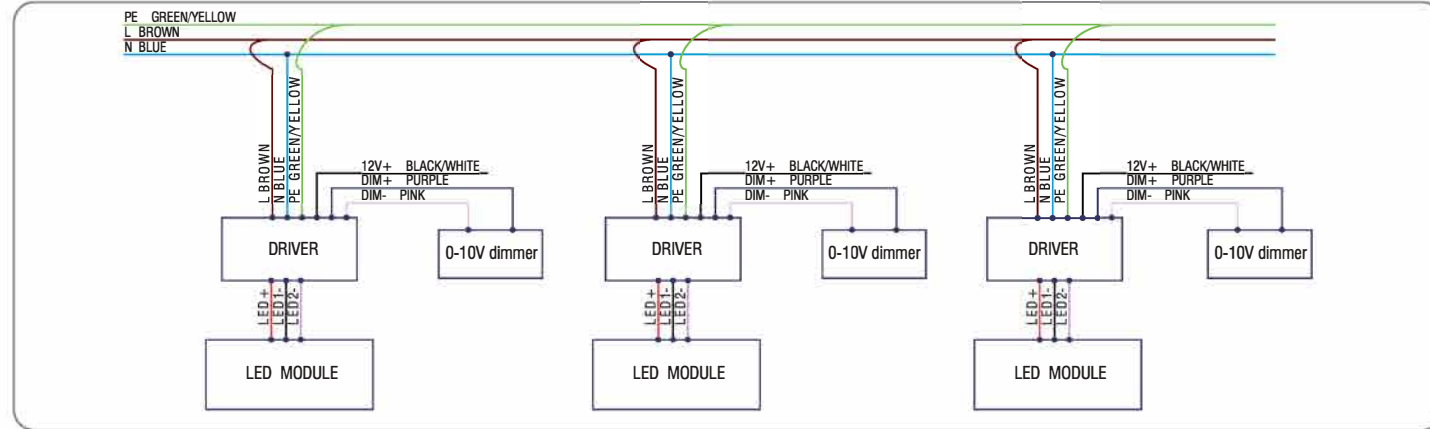 PE GREEN/YELLOW
L BROWN
N BLUE
L BROWN
N BLUE
PE GREEN/YELLOW
12V+ BLACK/WHITE
DIM+ PURPLE
DIM- PINK
DRIVER
0-10V dimmer
LED+
LED1-
LED2-
LED MODULE
L BROWN
N BLUE
PE GREEN/YELLOW
12V+ BLACK/WHITE
DIM+ PURPLE
DIM- PINK
DRIVER
0-10V dimmer
LED+
LED1-
LED2-
LED MODULE
L BROWN
N BLUE
PE GREEN/YELLOW
12V+ BLACK/WHITE
DIM+ PURPLE
DIM- PINK
DRIVER
0-10V dimmer
LED+
LED1-
LED2-
LED MODULE